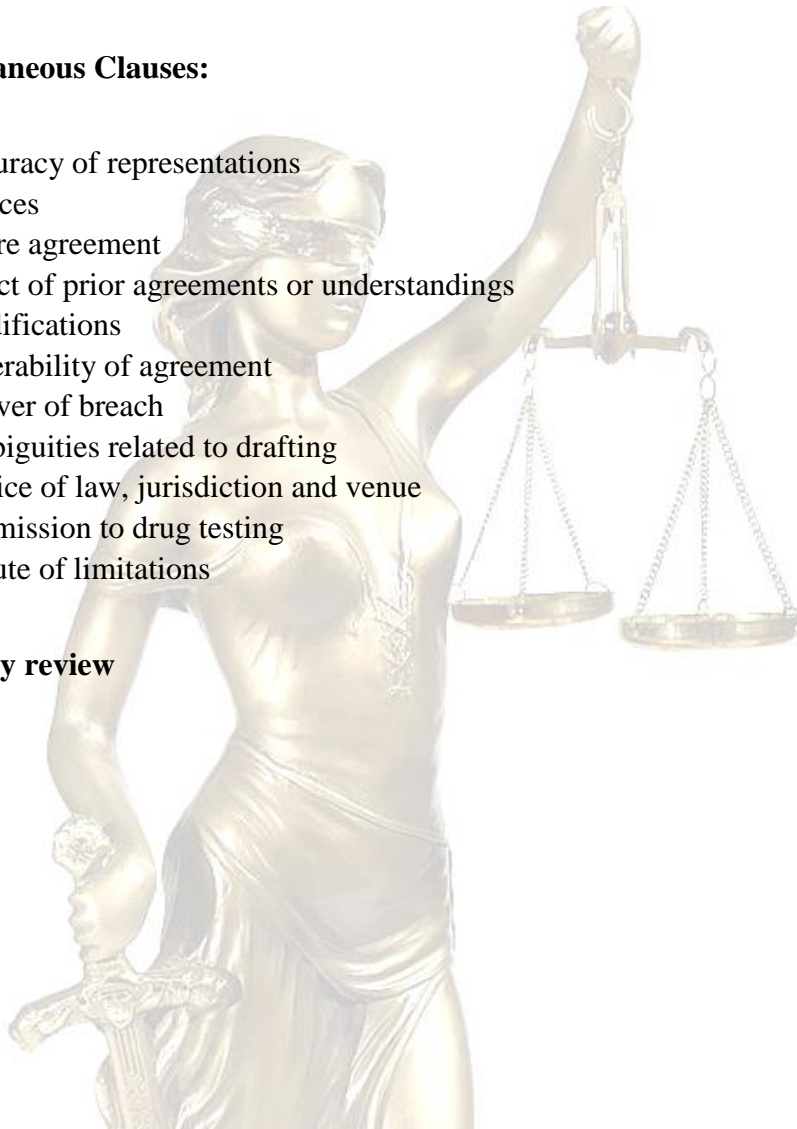 aneous Clauses:
uracy of representations
ces
re agreement
ct of prior agreements or understandings
difications
erability of agreement
ver of breach
biguities related to drafting
ice of law, jurisdiction and venue
mission to drug testing
ute of limitations
y review